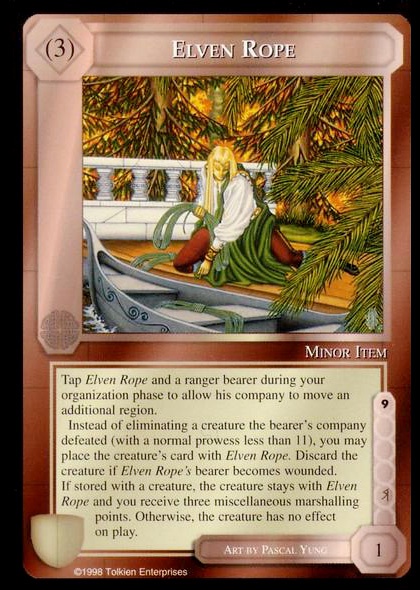 (3)
ELVEN ROPE
MINOR ITEM
Tap Elven Rope and a ranger bearer during your
organization phase to allow his company to move an
additional region.
Instead of eliminating a creature the bearer's company
defeated (with a normal prowess less than 11), you may
place the creature's card with Elven Rope. Discard the
creature if Elven Rope's bearer becomes wounded.
If stored with a creature, the creature stays with Elven
Rope and you receive three miscellaneous marshalling
points. Otherwise, the creature has no effect
on play.
9
ART BY PASCAL YUNG
1
©1998 Tolkien Enterprises